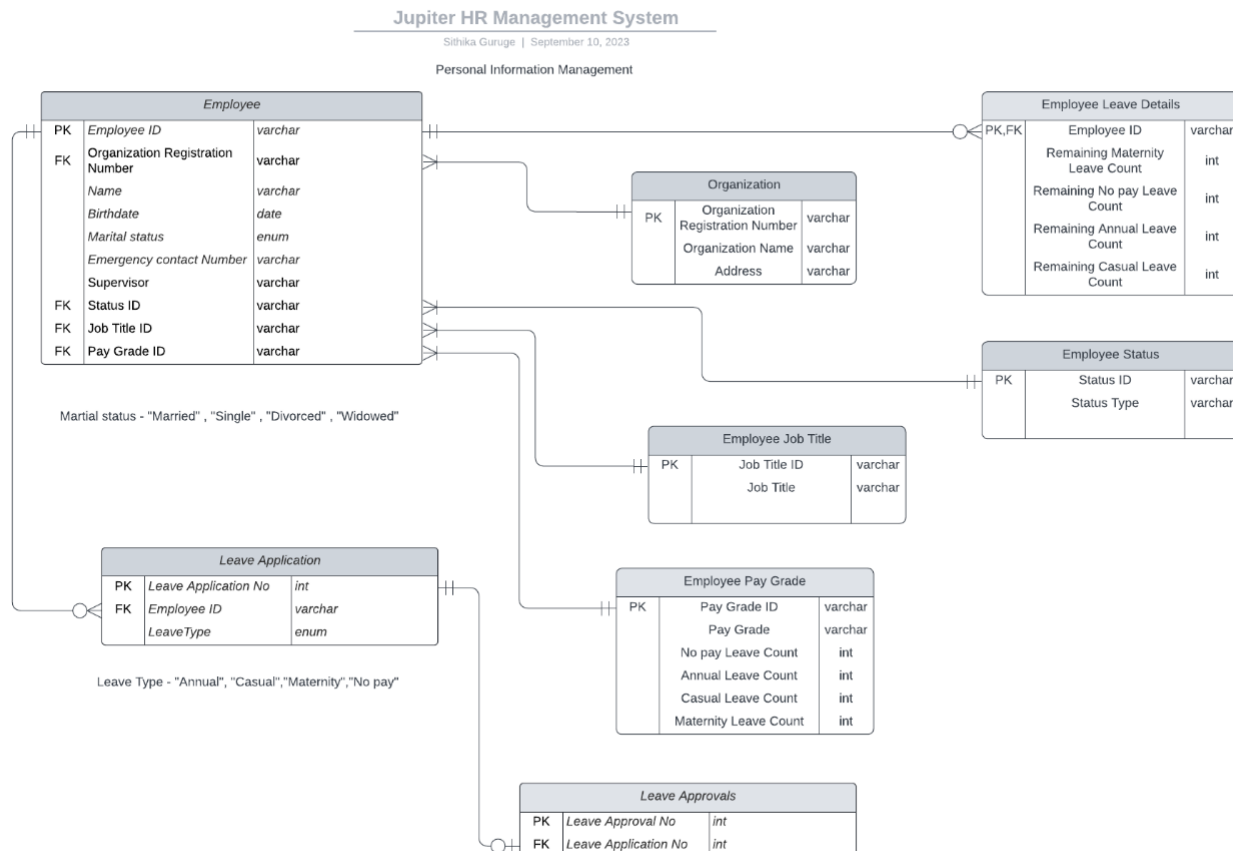 Jupiter HR Management System
Sithika Guruge | September 10, 2023
Personal Information Management
Employee
PK Employee ID varchar
FK Organization Registration Number varchar
Name varchar
Birthdate date
Marital status enum
Emergency contact Number varchar
Supervisor varchar
FK Status ID varchar
FK Job Title ID varchar
FK Pay Grade ID varchar
Martial status - "Married" , "Single" , "Divorced" , "Widowed"
Organization
PK Organization Registration Number varchar
Organization Name varchar
Address varchar
Employee Leave Details
PK,FK Employee ID varchar
Remaining Maternity Leave Count int
Remaining No pay Leave Count int
Remaining Annual Leave Count int
Remaining Casual Leave Count int
Employee Status
PK Status ID varchar
Status Type varchar
Employee Job Title
PK Job Title ID varchar
Job Title varchar
Leave Application
PK Leave Application No int
FK Employee ID varchar
LeaveType enum
Leave Type - "Annual", "Casual","Maternity","No pay"
Employee Pay Grade
PK Pay Grade ID varchar
Pay Grade varchar
No pay Leave Count int
Annual Leave Count int
Casual Leave Count int
Maternity Leave Count int
Leave Approvals
PK Leave Approval No int
FK Leave Application No int